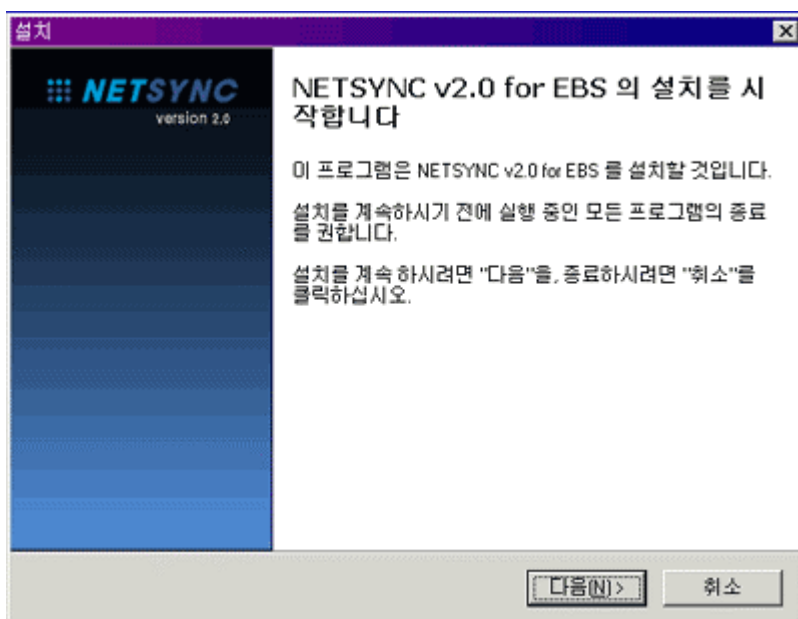 설치
NETSYNC
version 2.0
NETSYNC v2.0 for EBS 의 설치를 시
작합니다
이 프로그램은 NETSYNC v2.0 for EBS 를 설치할 것입니다.
설치를 계속하시기 전에 실행 중인 모든 프로그램의 종료
를 권합니다.
설치를 계속 하시려면 "다음"을, 종료하시려면 "취소"를
클릭하십시오.
다음(N) >
취소